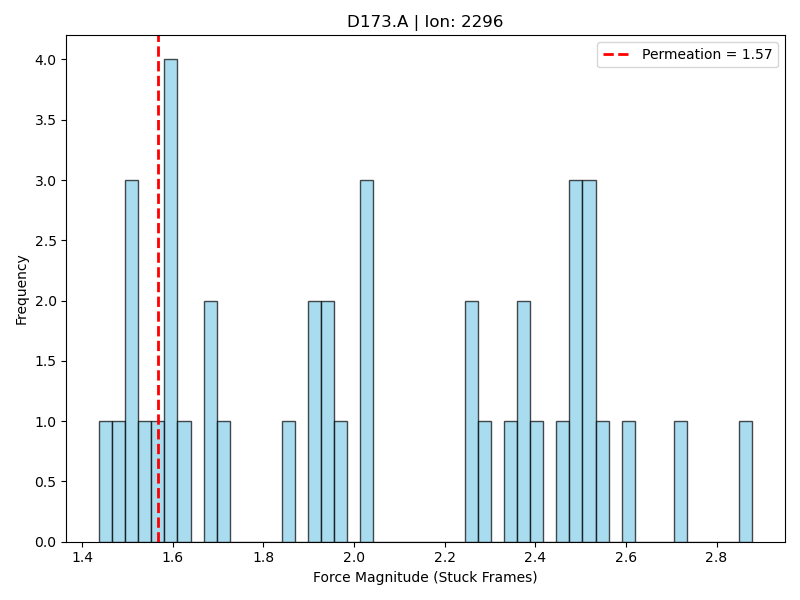 D173.A | Ion: 2296
Permeation = 1.57
Frequency
4.0
3.5
3.0
2.5
2.0
1.5
1.0
0.5
0.0
1.4 1.6 1.8 2.0 2.2 2.4 2.6 2.8
Force Magnitude (Stuck Frames)